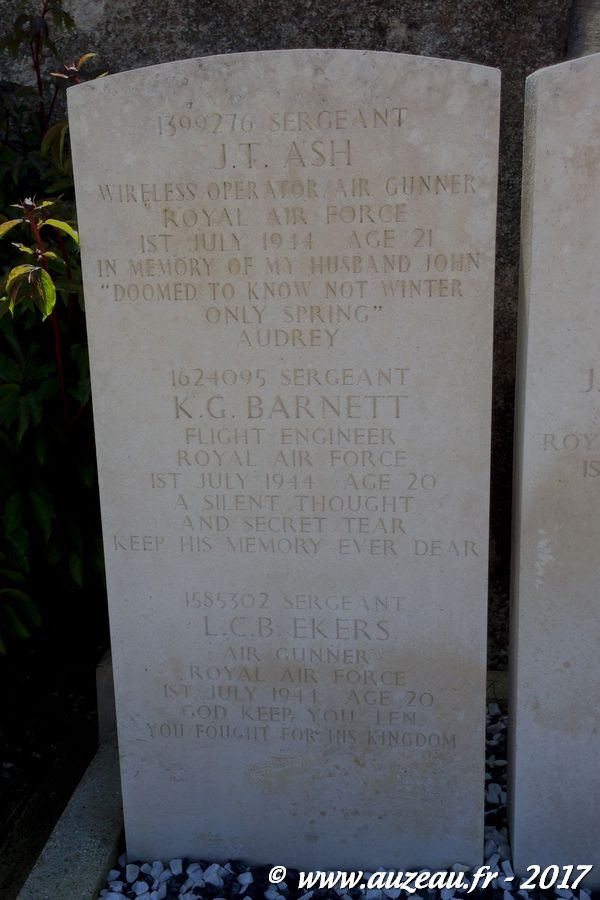 1399276 SERGEANT
J.T. ASH
WIRELESS OPERATOR/AIR GUNNER
ROYAL AIR FORCE
1ST JULY 1944 AGE 21
IN MEMORY OF MY HUSBAND JOHN
"DOOMED TO KNOW NOT WINTER
ONLY SPRING"
AUDREY
1624095 SERGEANT
K.G. BARNETT
FLIGHT ENGINEER
ROYAL AIR FORCE
1ST JULY 1944 AGE 20
A SILENT THOUGHT
AND SECRET TEAR
KEEP HIS MEMORY EVER DEAR
1585302 SERGEANT
L.C.B. EKERS
AIR GUNNER
ROYAL AIR FORCE
1ST JULY 1944 AGE 20
GOD KEEP YOU, LEN.
YOU FOUGHT FOR HIS KINGDOM
J.
ROY
1S
© www.auzeau.fr - 2017